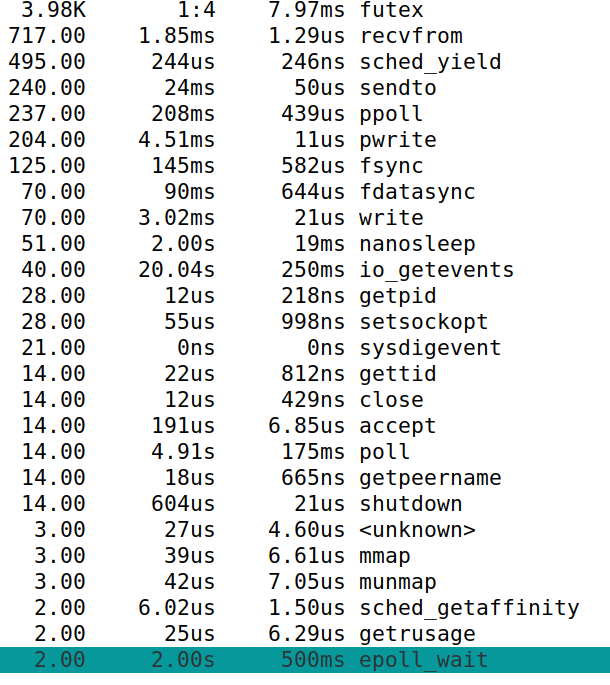 3.98K 1:4 7.97ms futex
717.00 1.85ms 1.29us recvfrom
495.00 244us 246ns sched_yield
240.00 24ms 50us sendto
237.00 208ms 439us ppoll
204.00 4.51ms 11us pwrite
125.00 145ms 582us fsync
70.00 90ms 644us fdatasync
70.00 3.02ms 21us write
51.00 2.00s 19ms nanosleep
40.00 20.04s 250ms io_getevents
28.00 12us 218ns getpid
28.00 55us 998ns setsockopt
21.00 0ns 0ns sysdigevent
14.00 22us 812ns gettid
14.00 12us 429ns close
14.00 191us 6.85us accept
14.00 4.91s 175ms poll
14.00 18us 665ns getpeername
14.00 604us 21us shutdown
3.00 27us 4.60us <unknown>
3.00 39us 6.61us mmap
3.00 42us 7.05us munmap
2.00 6.02us 1.50us sched_getaffinity
2.00 25us 6.29us getrusage
2.00 2.00s 500ms epoll_wait